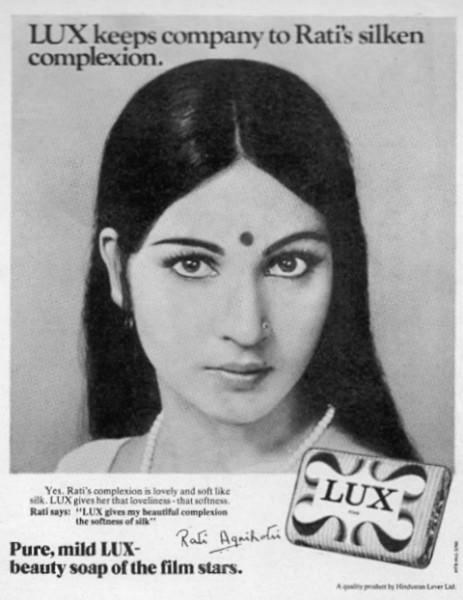 LUX keeps company to Rati's silken
complexion.
Yes. Rati's complexion is lovely and soft like
silk. LUX gives her that loveliness - that softness.
Rati says: "LUX gives my beautiful complexion
the softness of silk"
Rati Agnihotri
LUX
Pure, mild LUX-
beauty soap of the film stars.
A quality product by Hindustan Lever Ltd.